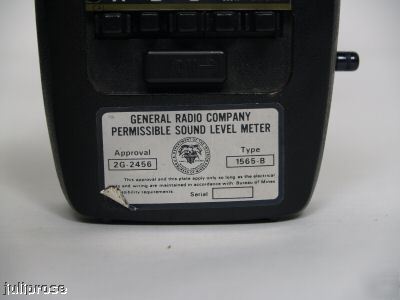 GENERAL RADIO COMPANY
PERMISSIBLE SOUND LEVEL METER
Approval
2G-2456
Type
1565-B
This approval and this plate apply only so long as the electrical
and wiring are maintained in accordance with Bureau of Mines
requirements.
Serial
juliprose